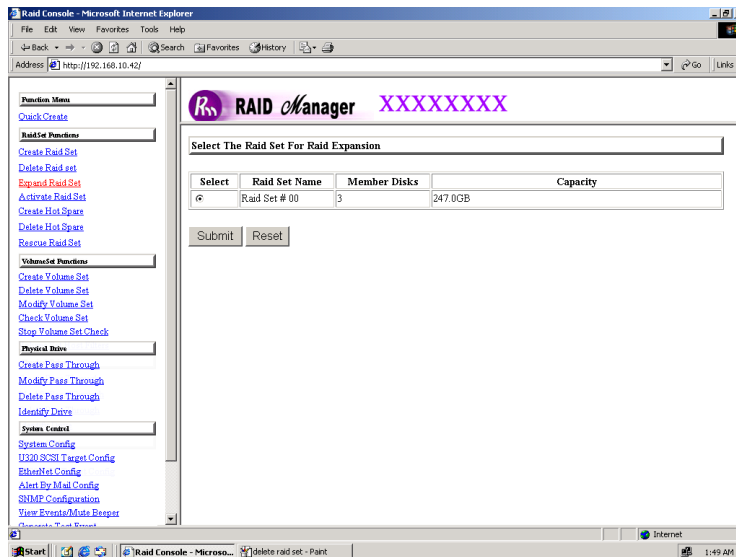 Raid Console - Microsoft Internet Explorer
File Edit View Favorites Tools Help
Back Search Favorites History
Address http://192.168.10.42/ Go Links
Function Menu
Quick Create
RaidSet Functions
Create Raid Set
Delete Raid set
Expand Raid Set
Activate Raid Set
Create Hot Spare
Delete Hot Spare
Rescue Raid Set
VolumeSet Functions
Create Volume Set
Delete Volume Set
Modify Volume Set
Check Volume Set
Stop Volume Set Check
Physical Drive
Create Pass Through
Modify Pass Through
Delete Pass Through
Identify Drive
System Control
System Config
U320 SCSI Target Config
EtherNet Config
Alert By Mail Config
SNMP Configuration
View Events/Mute Beeper
Generate Test Event
Rm RAID Manager XXXXXXXX
Select The Raid Set For Raid Expansion
Select Raid Set Name Member Disks Capacity
Raid Set # 00 3 247.0GB
Submit Reset
Internet
Start Raid Console - Microso... delete raid set - Paint 1:49 AM